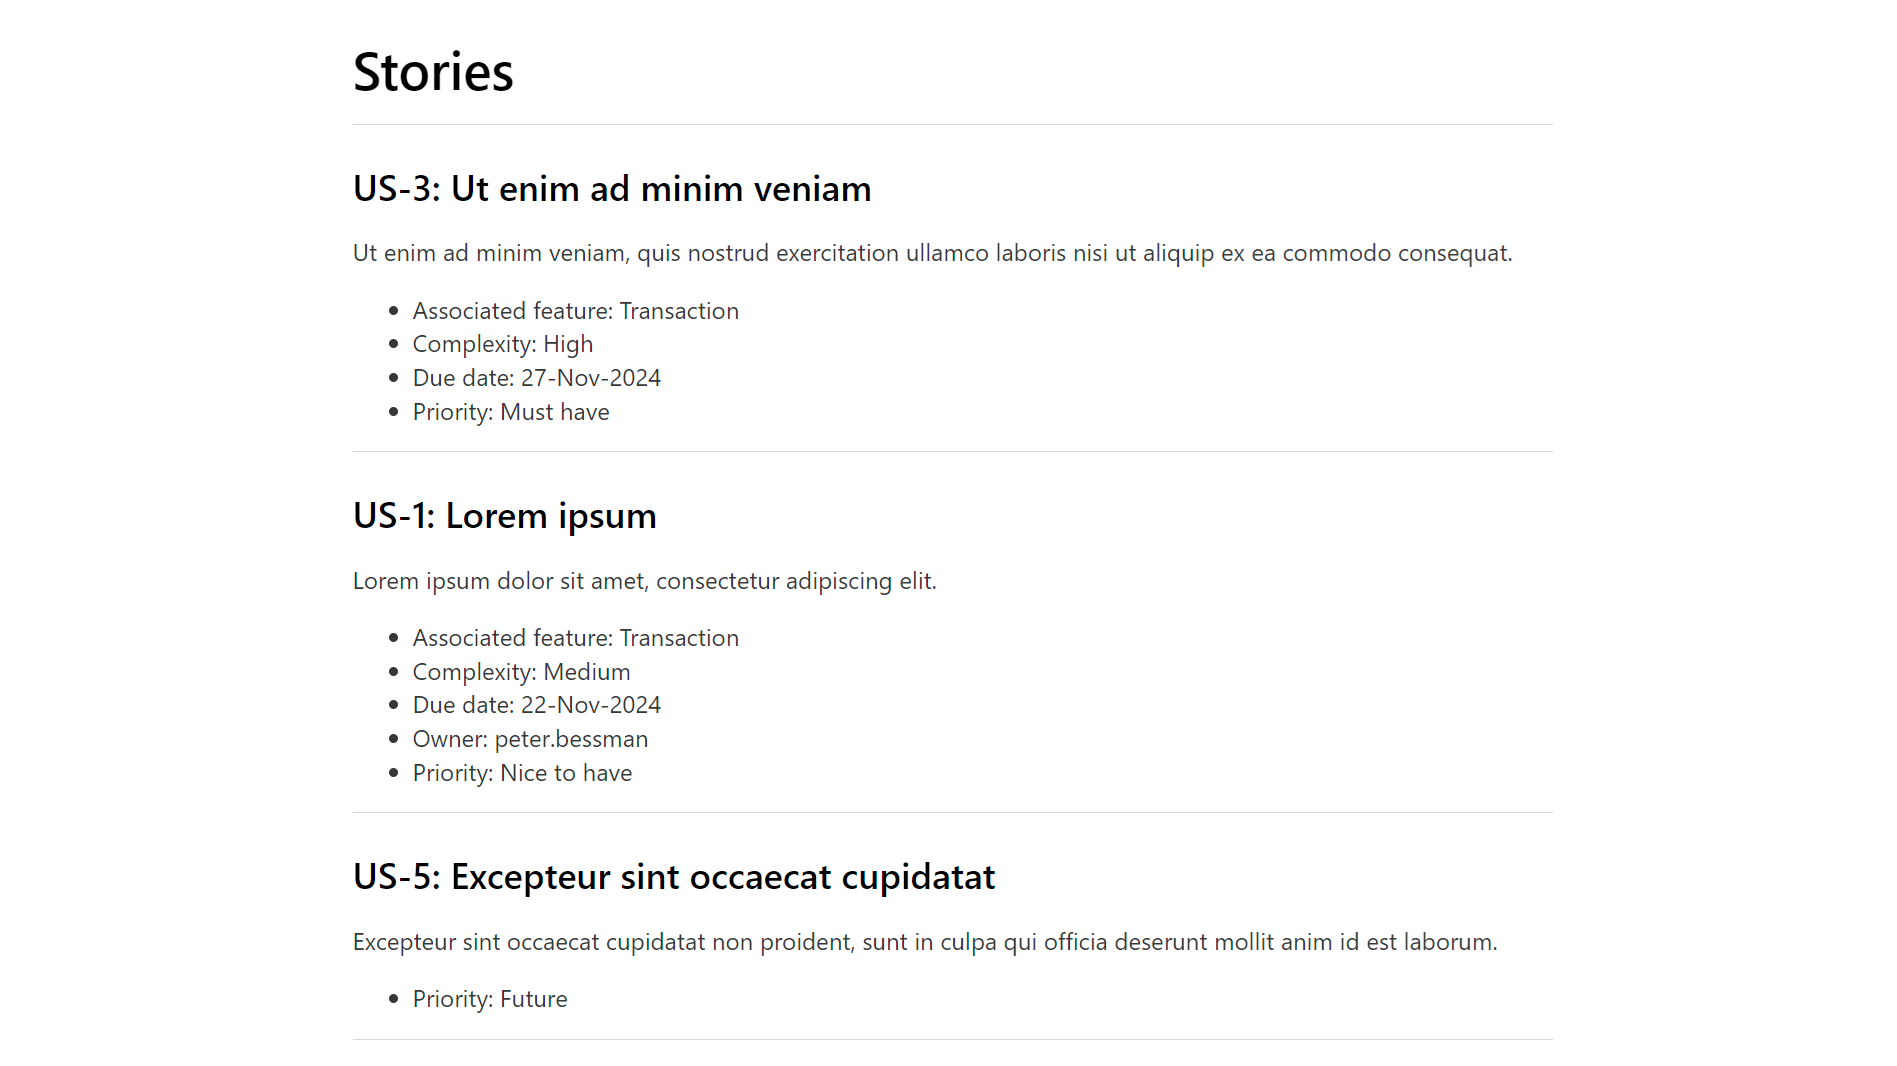 Stories
US-3: Ut enim ad minim veniam
Ut enim ad minim veniam, quis nostrud exercitation ullamco laboris nisi ut aliquip ex ea commodo consequat.
• Associated feature: Transaction
• Complexity: High
• Due date: 27-Nov-2024
• Priority: Must have
US-1: Lorem ipsum
Lorem ipsum dolor sit amet, consectetur adipiscing elit.
• Associated feature: Transaction
• Complexity: Medium
• Due date: 22-Nov-2024
• Owner: peter.bessman
• Priority: Nice to have
US-5: Excepteur sint occaecat cupidatat
Excepteur sint occaecat cupidatat non proident, sunt in culpa qui officia deserunt mollit anim id est laborum.
• Priority: Future